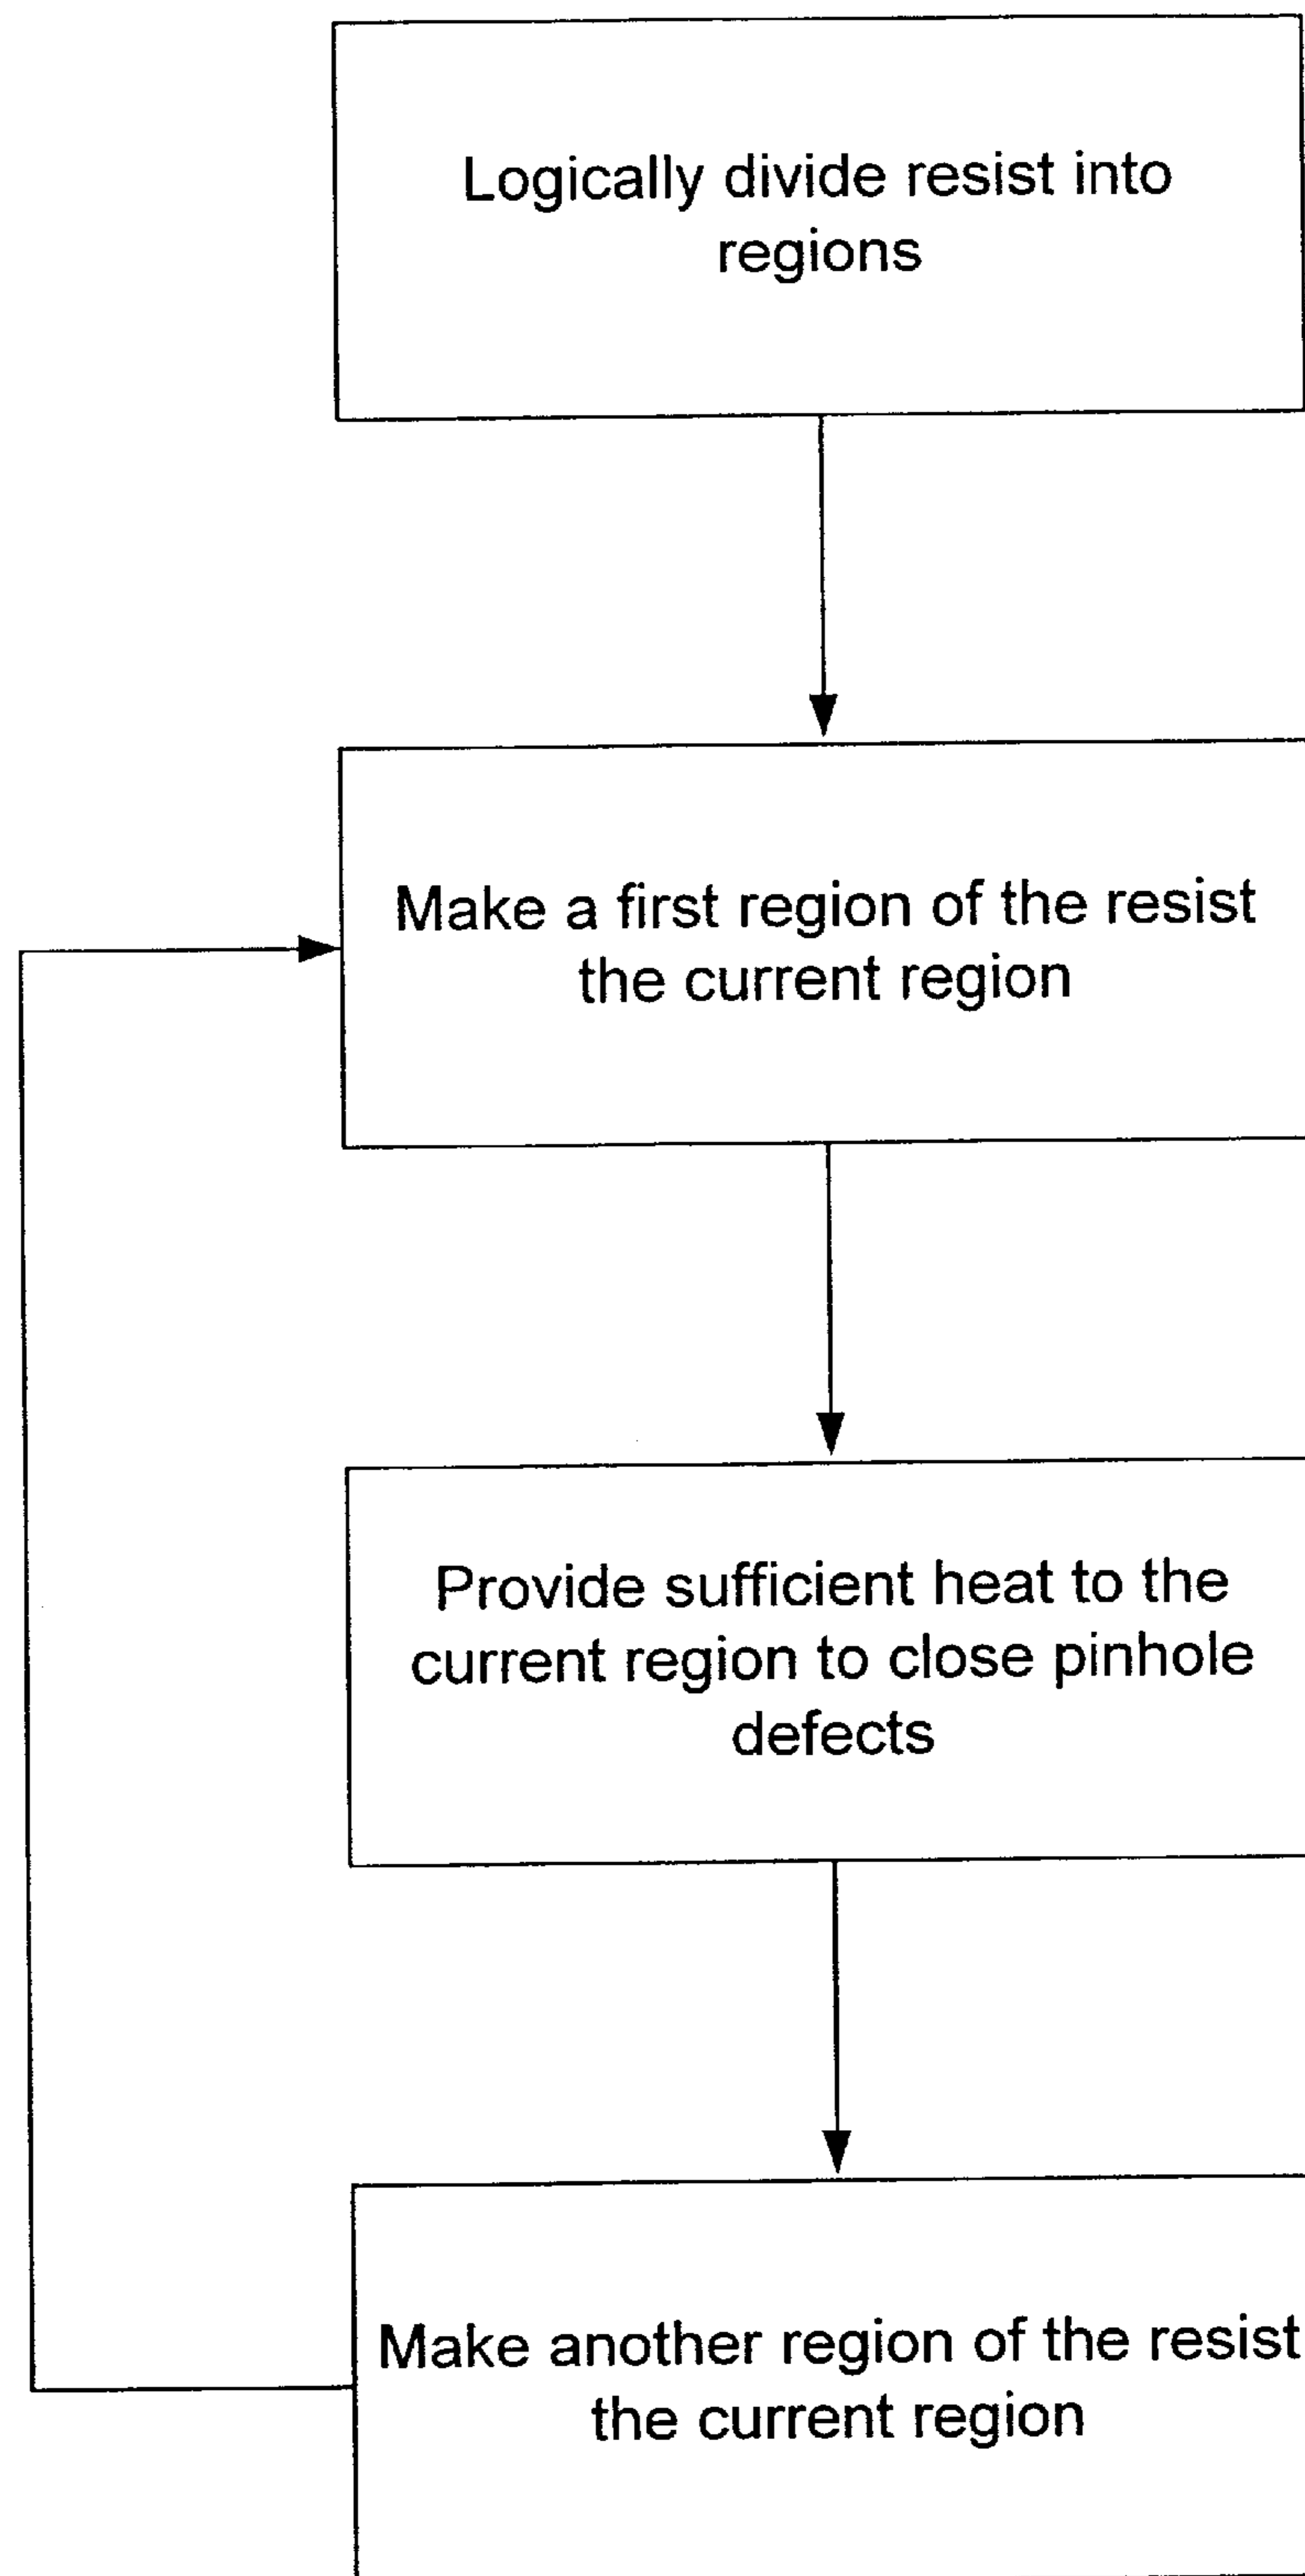 Logically divide resist into
regions
Make a first region of the resist
the current region
Provide sufficient heat to the
current region to close pinhole
defects
Make another region of the resist
the current region